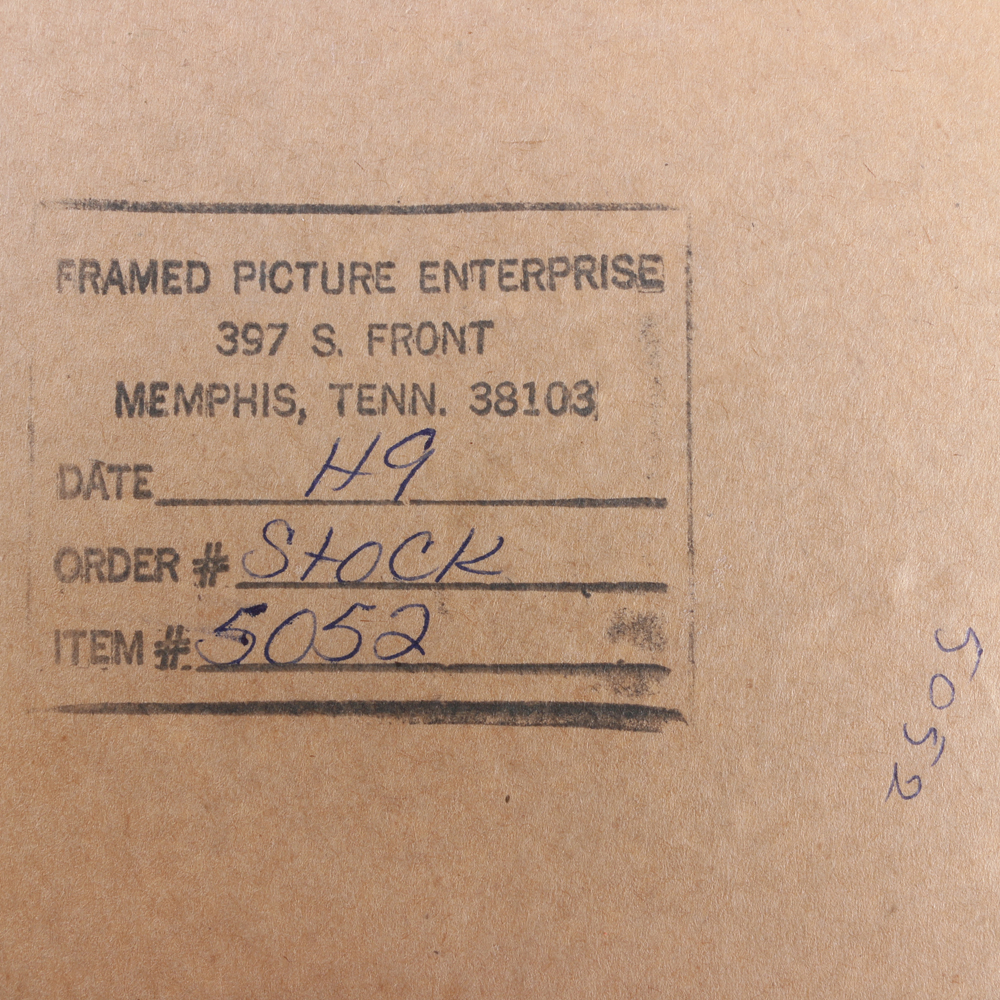 FRAMED PICTURE ENTERPRISE
397 S. FRONT
MEMPHIS, TENN. 38103
DATE H9
ORDER # Stock
ITEM # 5052
5052